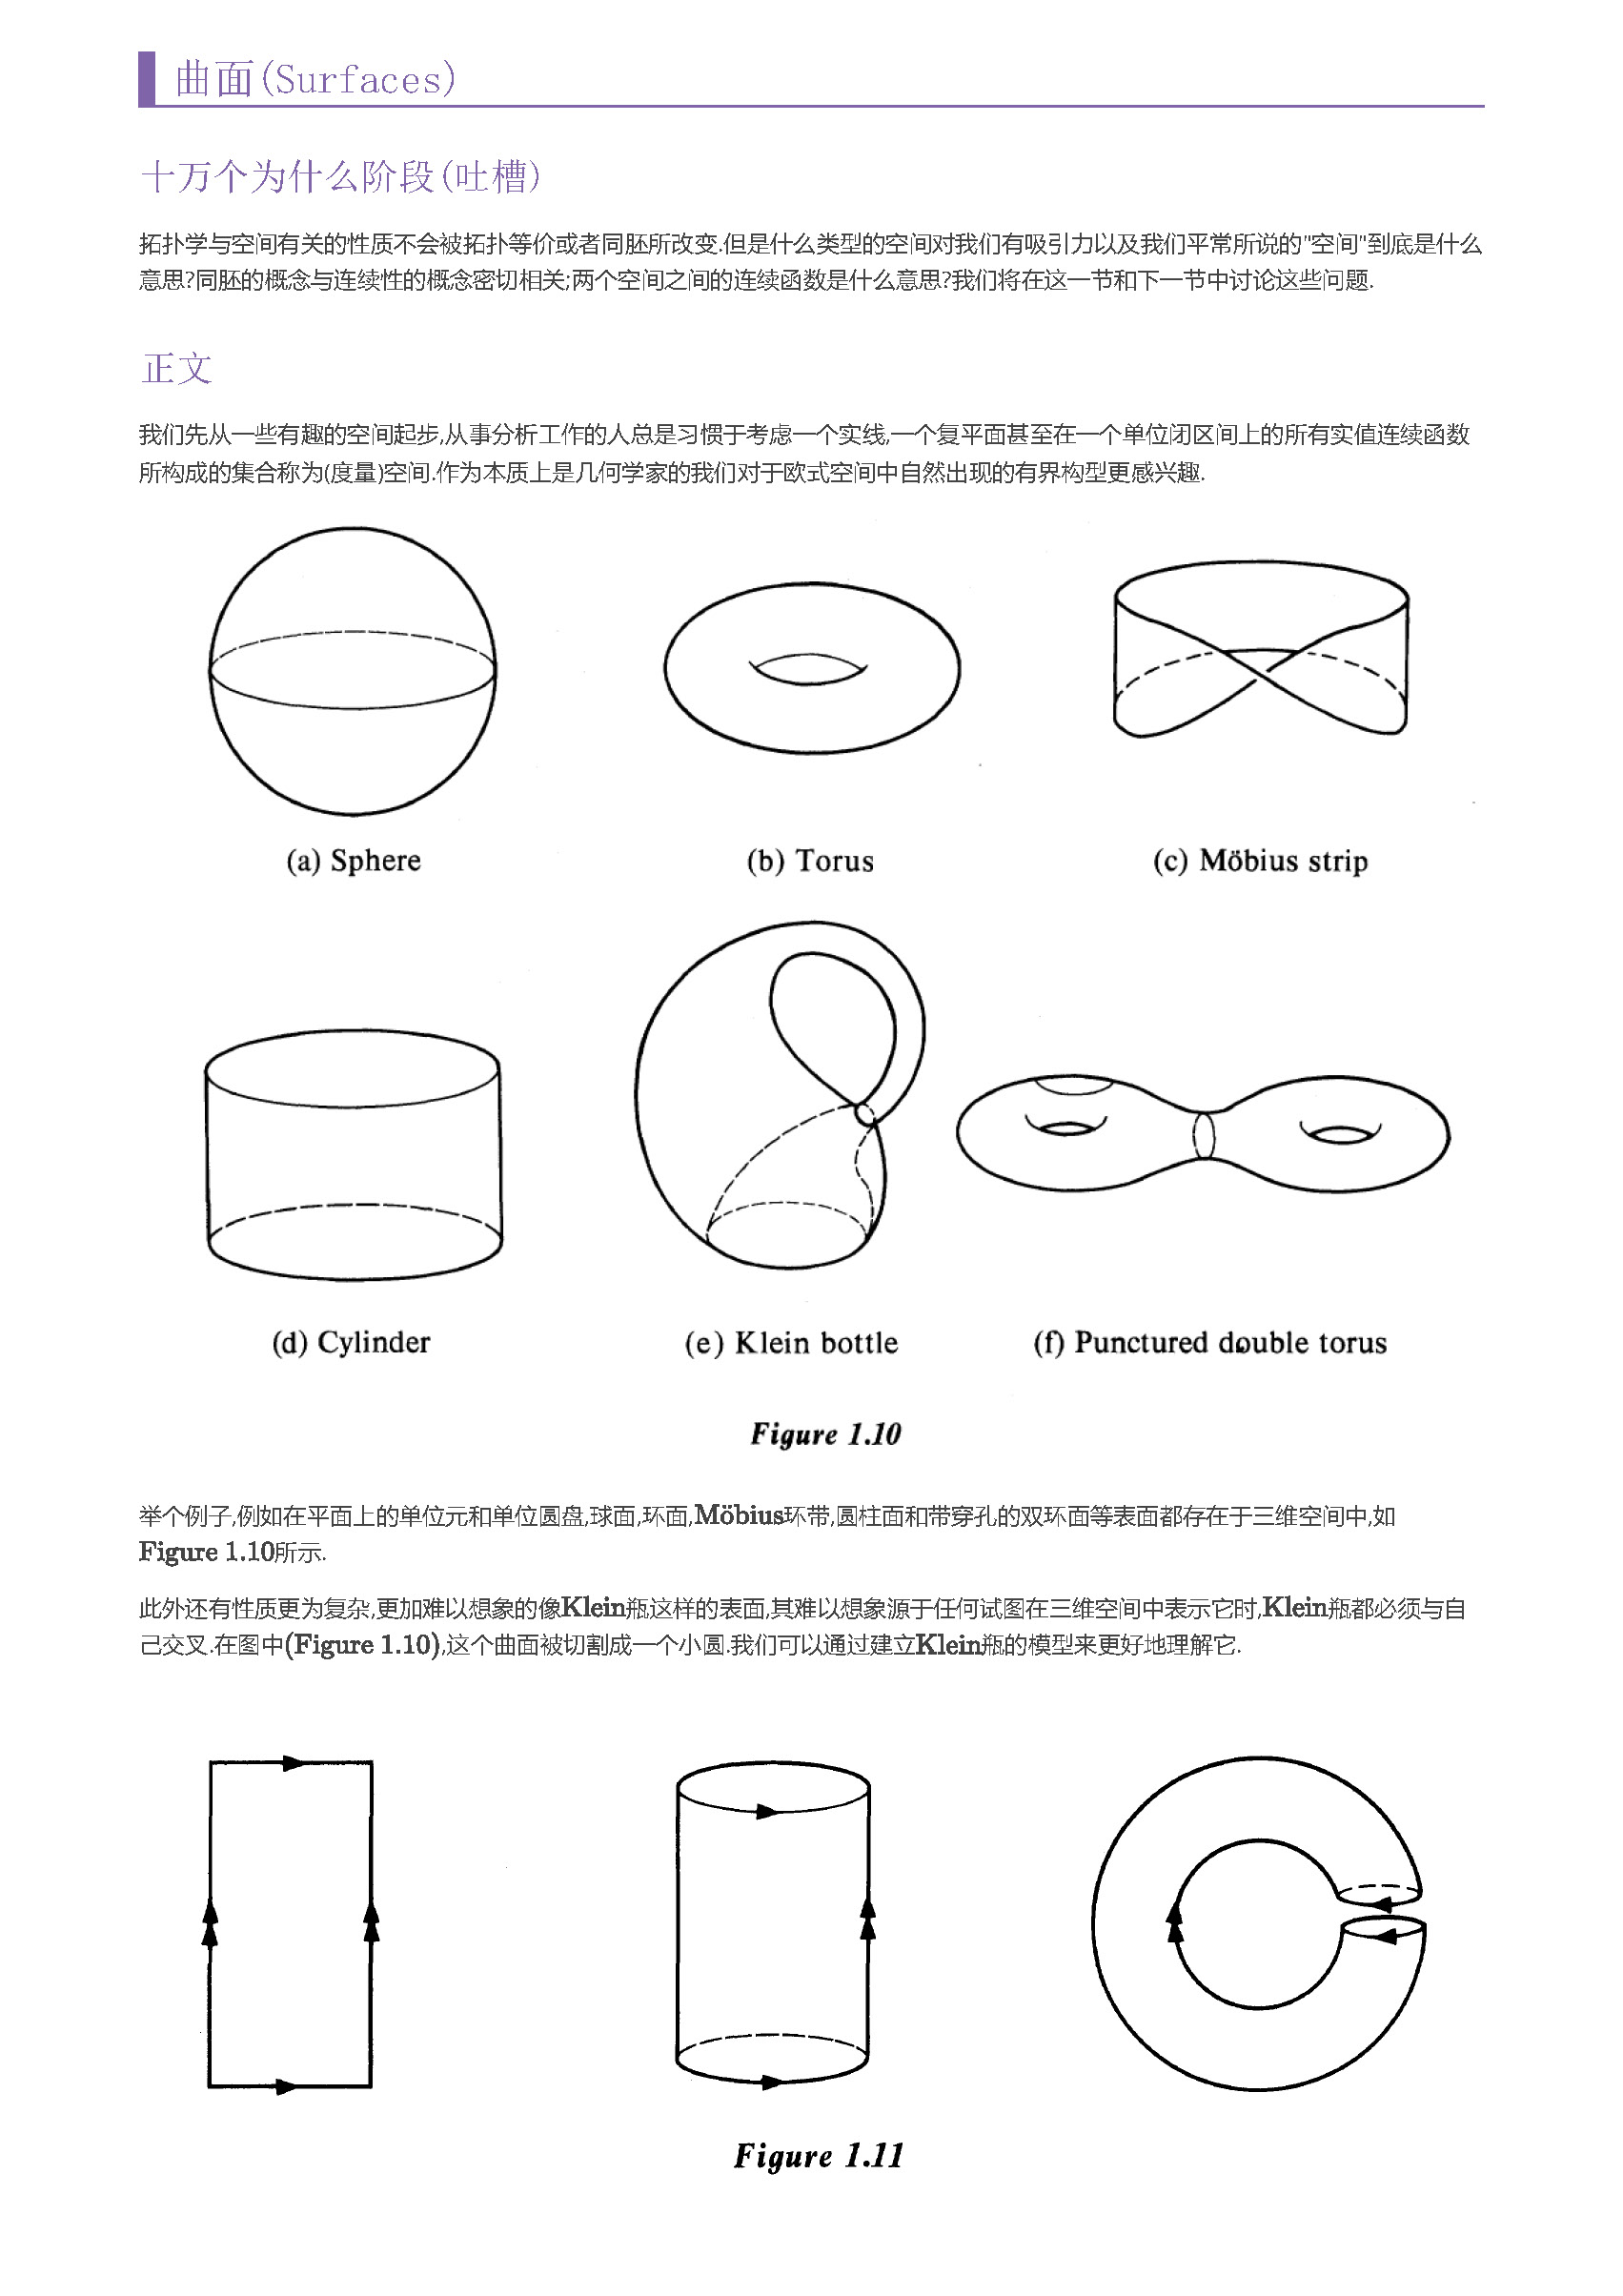 曲面(Surfaces)
十万个为什么阶段(吐槽)
拓扑学与空间有关的性质不会被拓扑等价或者同胚所改变.但是什么类型的空间对我们有吸引力以及我们平常所说的"空间"到底是什么
意思?同胚的概念与连续性的概念密切相关;两个空间之间的连续函数是什么意思?我们将在这一节和下一节中讨论这些问题.
正文
我们先从一些有趣的空间起步,从事分析工作的人总是习惯于考虑一个实线,一个复平面甚至在一个单位闭区间上的所有实值连续函数
所构成的集合称为(度量)空间.作为本质上是几何学家的我们对于欧式空间中自然出现的有界构型更感兴趣.
(a) Sphere
(b) Torus
(c) Möbius strip
(d) Cylinder
(e) Klein bottle
(f) Punctured double torus
Figure 1.10
举个例子,例如在平面上的单位元和单位圆盘,球面,环面,Möbius环带,圆柱面和带穿孔的双环面等表面都存在于三维空间中,如
Figure 1.10所示.
此外还有性质更为复杂,更加难以想象的像Klein瓶这样的表面,其难以想象源于任何试图在三维空间中表示它时,Klein瓶都必须与自
己交叉.在图中(Figure 1.10),这个曲面被切割成一个小圆.我们可以通过建立Klein瓶的模型来更好地理解它.
Figure 1.11